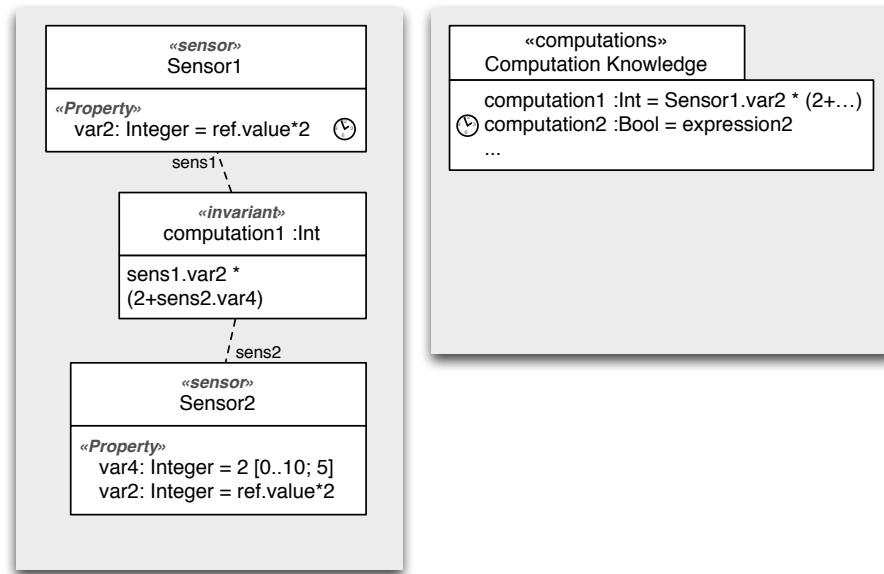 «sensor»
Sensor1
«Property»
var2: Integer = ref.value*2
sens1
«invariant»
computation1 :Int
sens1.var2 *
(2+sens2.var4)
sens2
«sensor»
Sensor2
«Property»
var4: Integer = 2 [0..10; 5]
var2: Integer = ref.value*2
«computations»
Computation Knowledge
computation1 :Int = Sensor1.var2 * (2+…)
computation2 :Bool = expression2
...